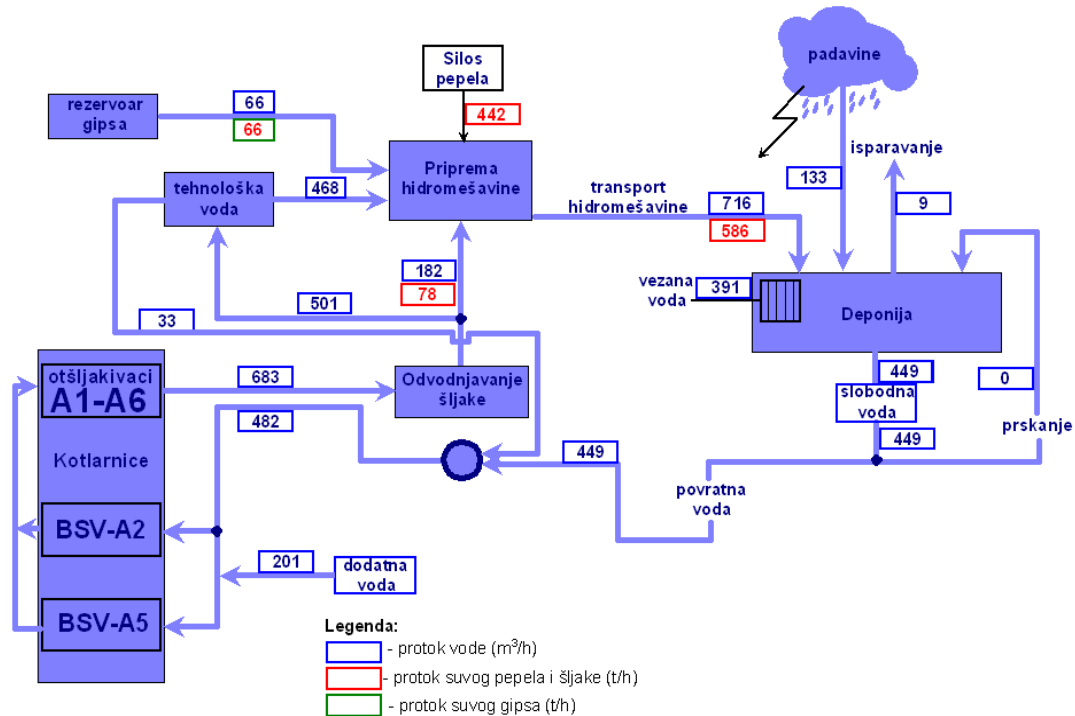 Silos
pepela
442
padavine
rezervoar
gipsa
66
66
Priprema
hidromešavine
tehnološka
voda
468
transport
hidromešavine
716
586
133
isparavanje
9
182
78
501
33
vezana
voda
391
Deponija
otšljakivaci
A1-A6
683
482
Odvodnjavanje
šljake
449
slobodna
voda
449
0
prskanje
Kotlarnice
449
povratna
voda
BSV-A2
201
dodatna
voda
BSV-A5
Legenda:
- protok vode (m³/h)
- protok suvog pepela i šljake (t/h)
- protok suvog gipsa (t/h)